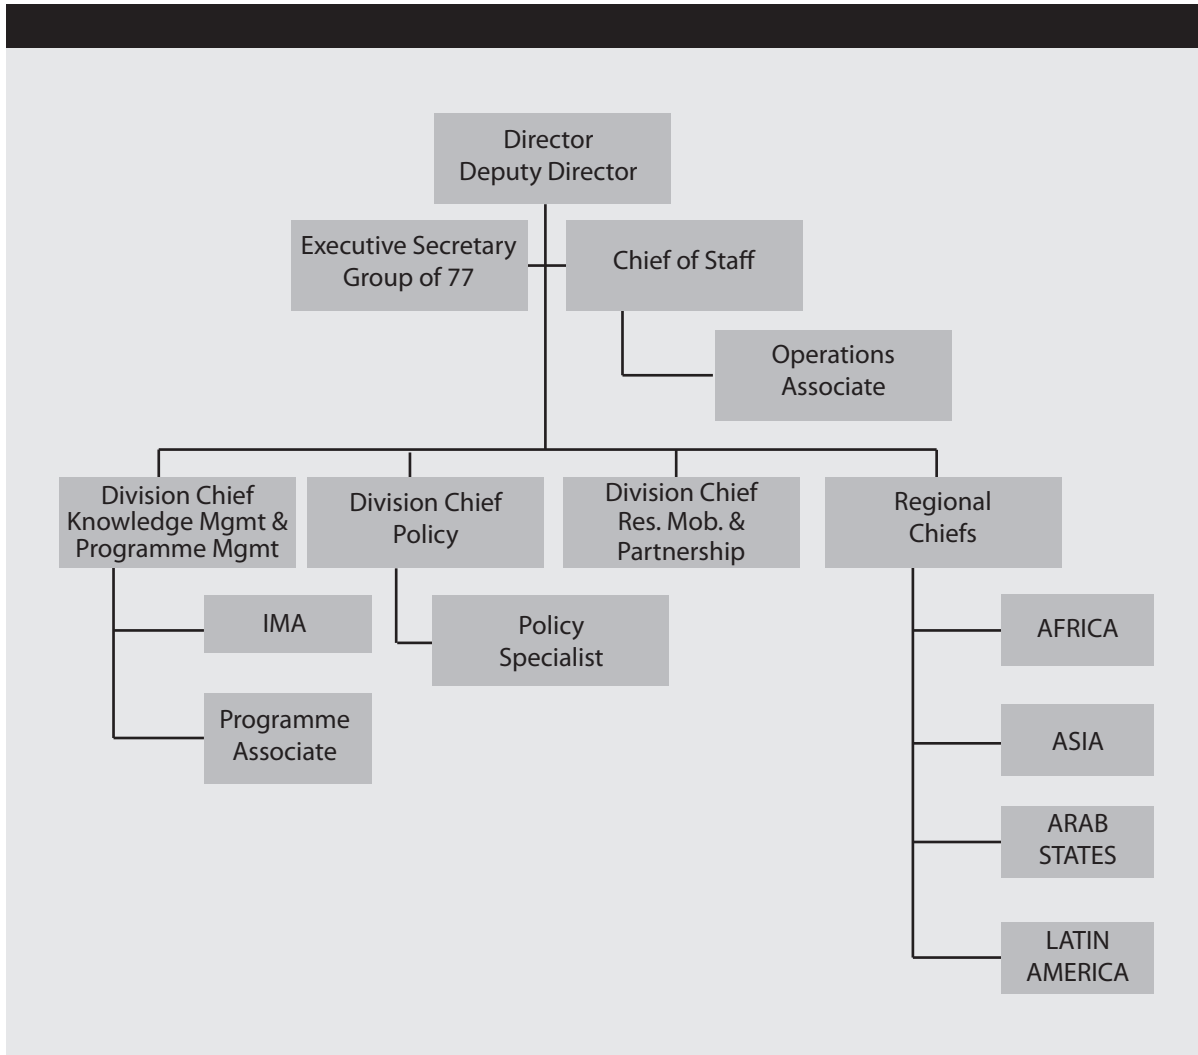 Director
Deputy Director
Executive Secretary
Group of 77
Chief of Staff
Operations
Associate
Division Chief
Knowledge Mgmt &
Programme Mgmt
Division Chief
Policy
Division Chief
Res. Mob. &
Partnership
Regional
Chiefs
IMA
Programme
Associate
Policy
Specialist
AFRICA
ASIA
ARAB
STATES
LATIN
AMERICA